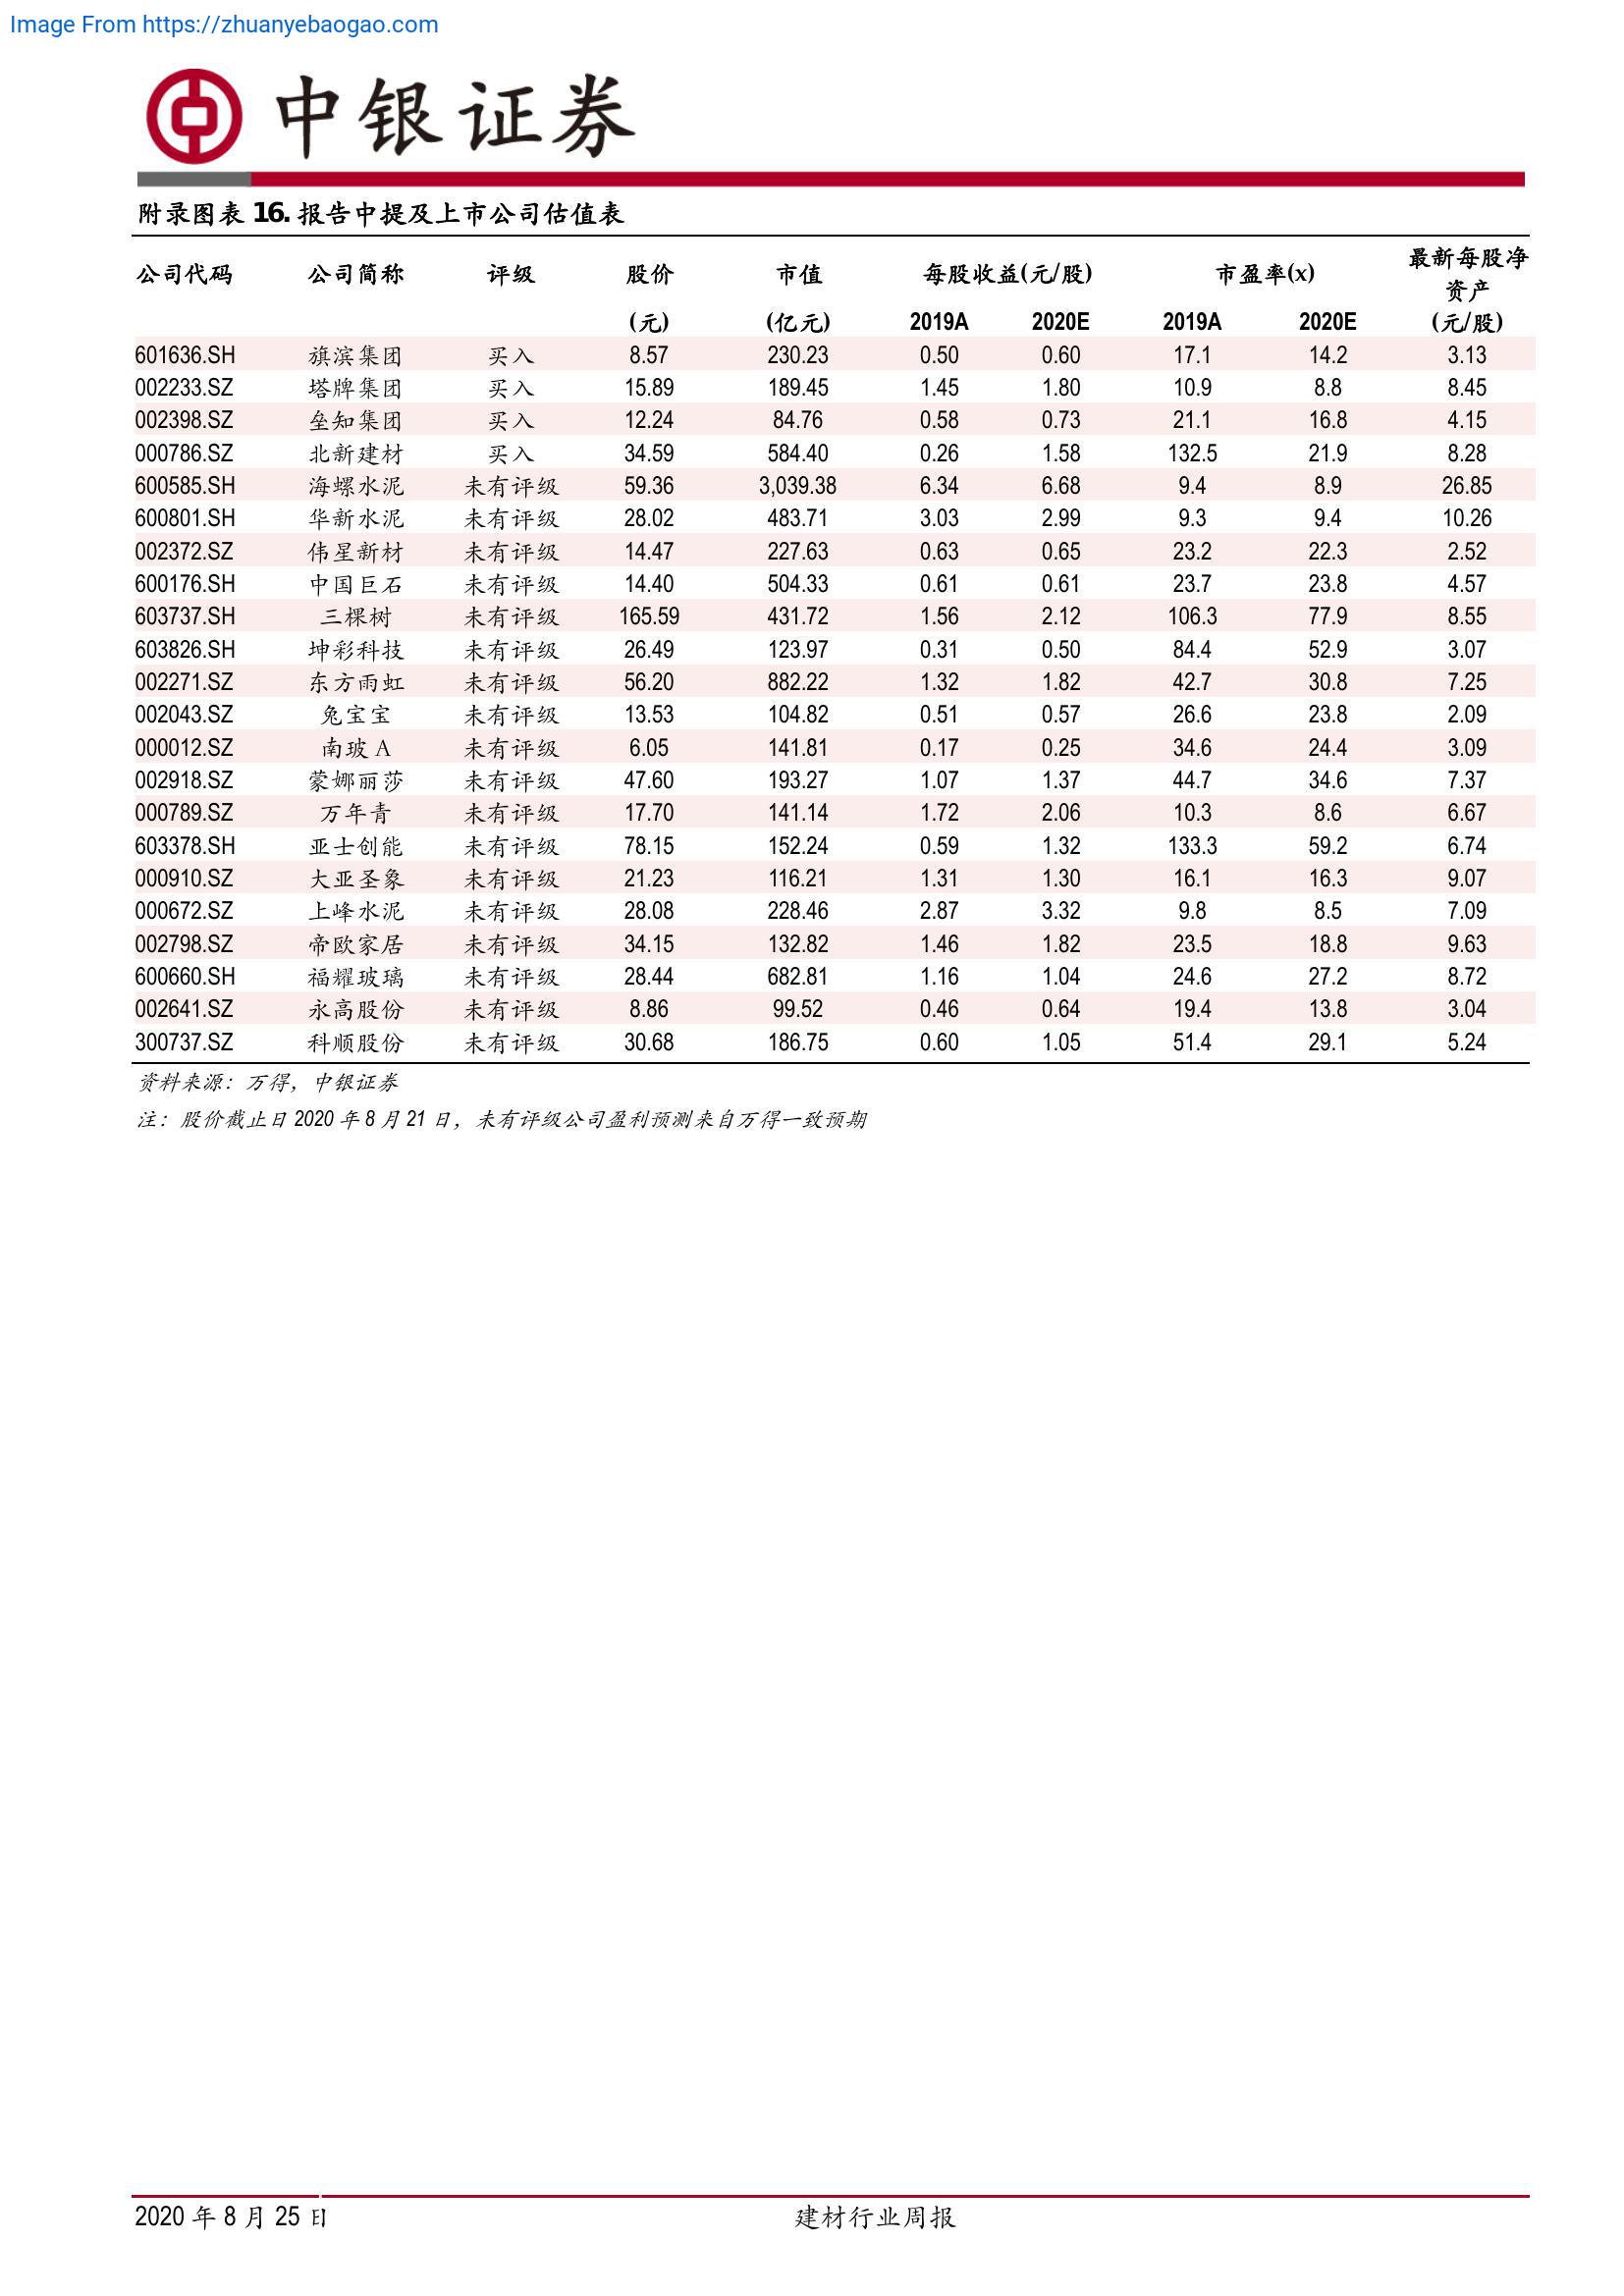 Image From https://zhuanyebaogao.com
中银证券
附录图表 16. 报告中提及上市公司估值表
公司代码 公司简称 评级 股价 市值 每股收益(元/股) 市盈率(x) 最新每股净资产
(元) (亿元) 2019A 2020E 2019A 2020E (元/股)
601636.SH 旗滨集团 买入 8.57 230.23 0.50 0.60 17.1 14.2 3.13
002233.SZ 塔牌集团 买入 15.89 189.45 1.45 1.80 10.9 8.8 8.45
002398.SZ 垒知集团 买入 12.24 84.76 0.58 0.73 21.1 16.8 4.15
000786.SZ 北新建材 买入 34.59 584.40 0.26 1.58 132.5 21.9 8.28
600585.SH 海螺水泥 未有评级 59.36 3,039.38 6.34 6.68 9.4 8.9 26.85
600801.SH 华新水泥 未有评级 28.02 483.71 3.03 2.99 9.3 9.4 10.26
002372.SZ 伟星新材 未有评级 14.47 227.63 0.63 0.65 23.2 22.3 2.52
600176.SH 中国巨石 未有评级 14.40 504.33 0.61 0.61 23.7 23.8 4.57
603737.SH 三棵树 未有评级 165.59 431.72 1.56 2.12 106.3 77.9 8.55
603826.SH 坤彩科技 未有评级 26.49 123.97 0.31 0.50 84.4 52.9 3.07
002271.SZ 东方雨虹 未有评级 56.20 882.22 1.32 1.82 42.7 30.8 7.25
002043.SZ 兔宝宝 未有评级 13.53 104.82 0.51 0.57 26.6 23.8 2.09
000012.SZ 南玻 A 未有评级 6.05 141.81 0.17 0.25 34.6 24.4 3.09
002918.SZ 蒙娜丽莎 未有评级 47.60 193.27 1.07 1.37 44.7 34.6 7.37
000789.SZ 万年青 未有评级 17.70 141.14 1.72 2.06 10.3 8.6 6.67
603378.SH 亚士创能 未有评级 78.15 152.24 0.59 1.32 133.3 59.2 6.74
000910.SZ 大亚圣象 未有评级 21.23 116.21 1.31 1.30 16.1 16.3 9.07
000672.SZ 上峰水泥 未有评级 28.08 228.46 2.87 3.32 9.8 8.5 7.09
002798.SZ 帝欧家居 未有评级 34.15 132.82 1.46 1.82 23.5 18.8 9.63
600660.SH 福耀玻璃 未有评级 28.44 682.81 1.16 1.04 24.6 27.2 8.72
002641.SZ 永高股份 未有评级 8.86 99.52 0.46 0.64 19.4 13.8 3.04
300737.SZ 科顺股份 未有评级 30.68 186.75 0.60 1.05 51.4 29.1 5.24
资料来源：万得，中银证券
注：股价截止日 2020 年 8 月 21 日，未有评级公司盈利预测来自万得一致预期
2020 年 8 月 25 日 建材行业周报